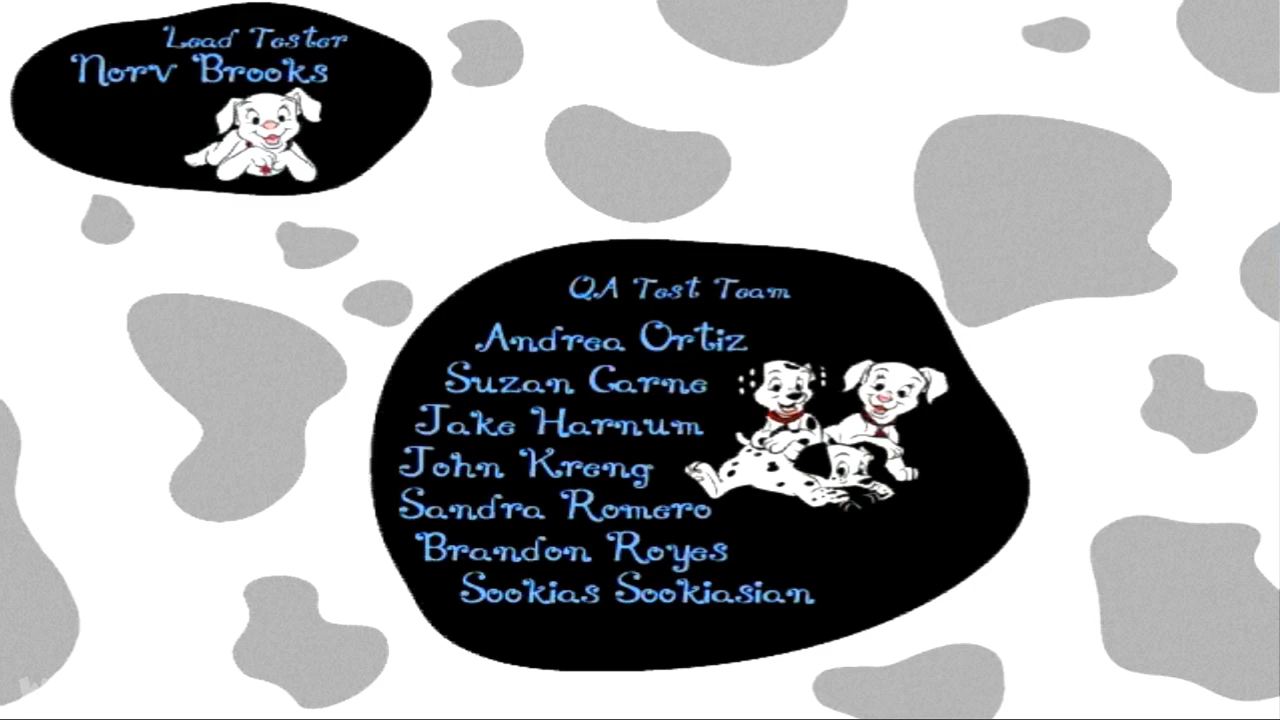 Lead Tester
Norv Brooks
QA Test Team
Andrea Ortiz
Suzan Carne
Jake Harnum
John Kreng
Sandra Romero
Brandon Royes
Sookias Sookiasian